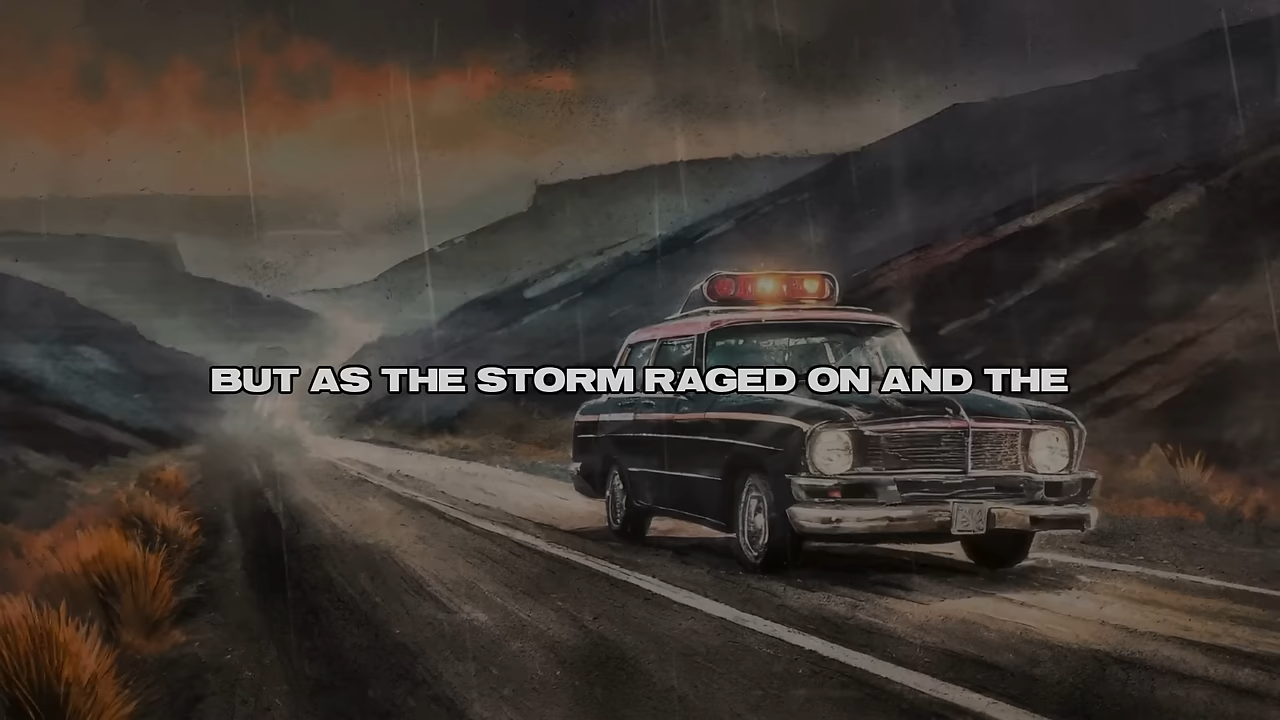 BUT AS THE STORM RAGED ON AND THE